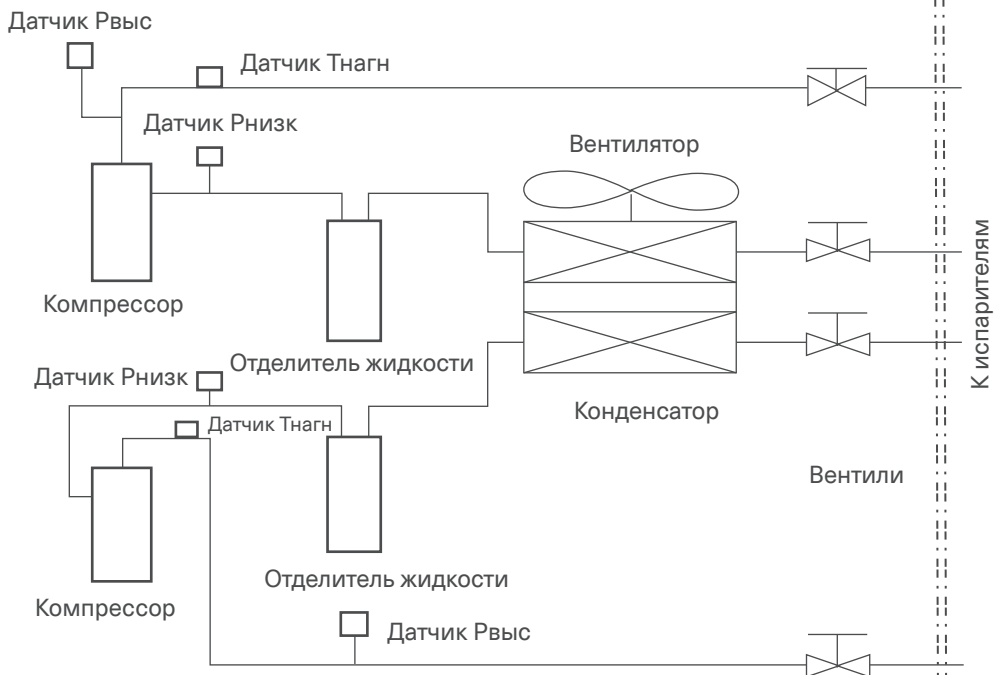 Датчик Рвыс
Датчик Тнагн
Датчик Рнизк
Вентилятор
Компрессор
Отделитель жидкости
К испарителям
Датчик Рнизк
Датчик Тнагн
Конденсатор
Вентили
Отделитель жидкости
Компрессор
Датчик Рвыс